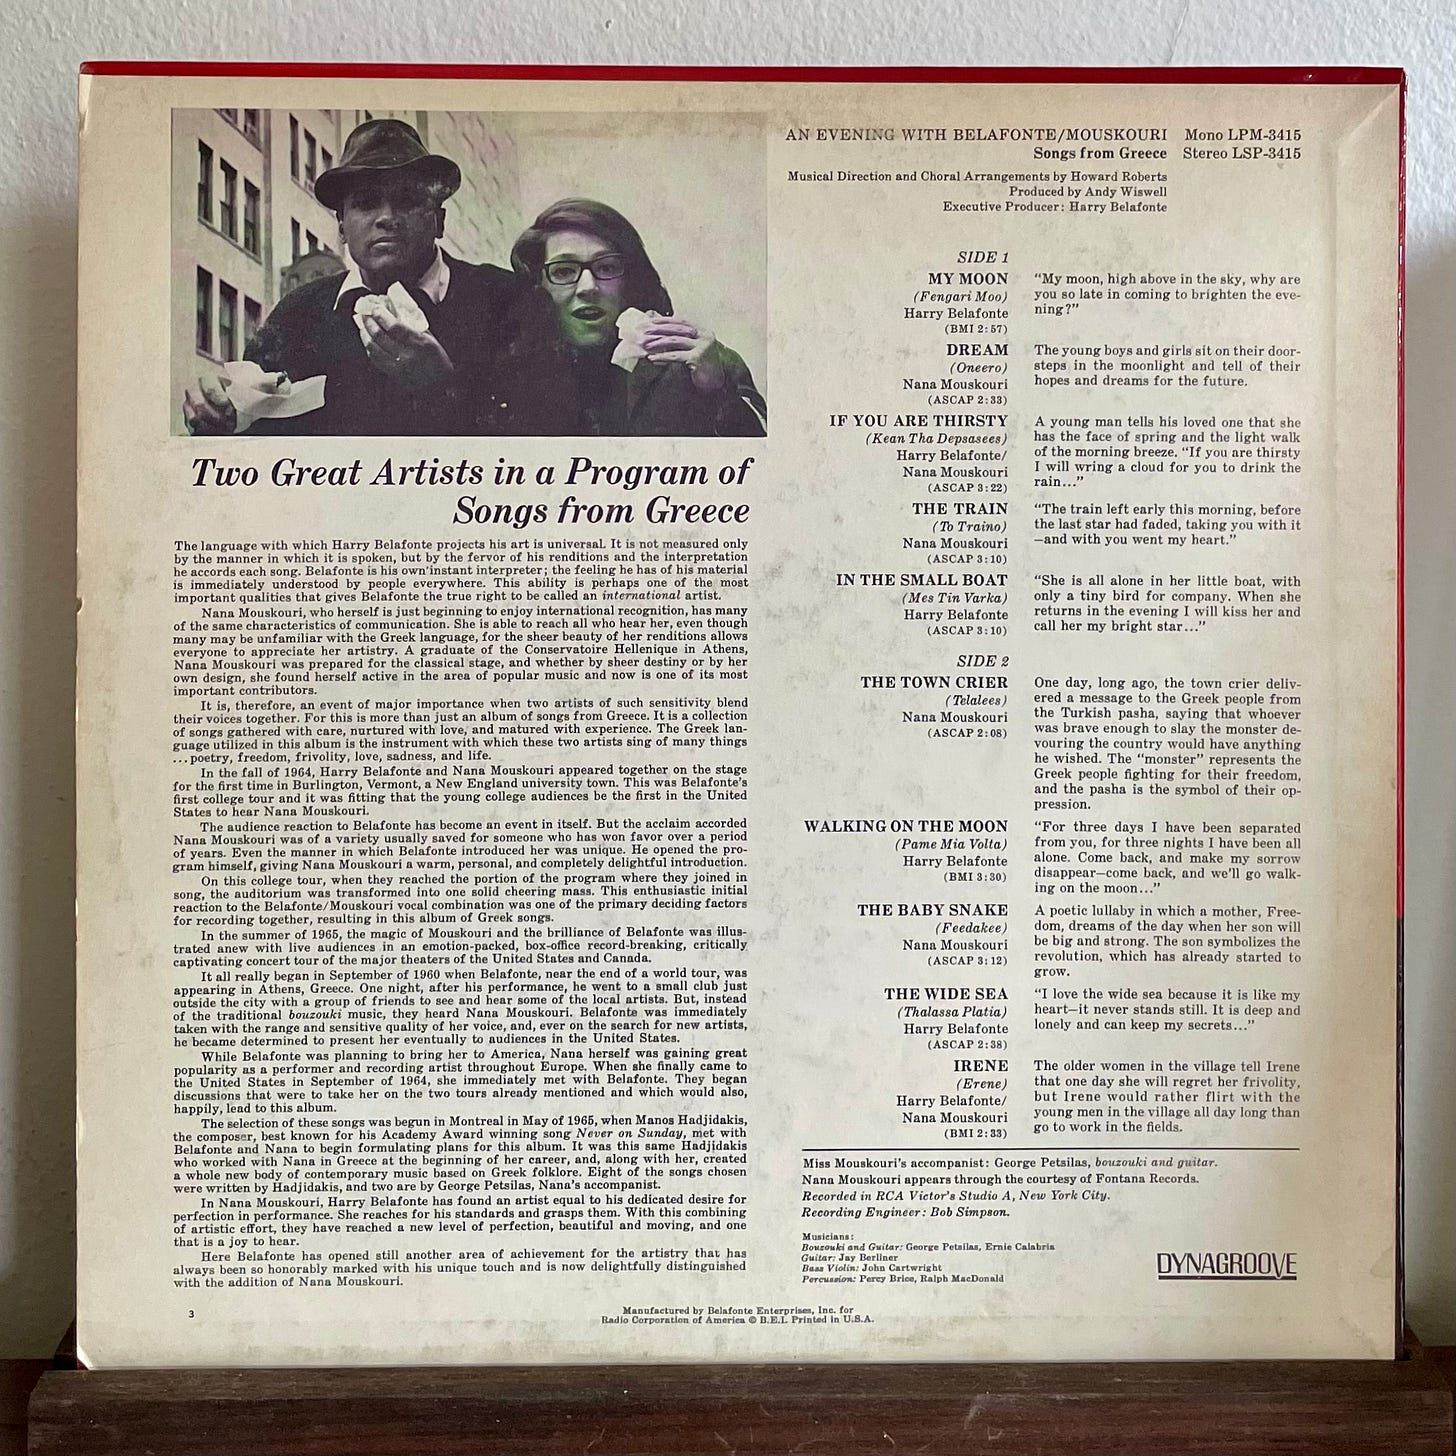 AN EVENING WITH BELAFONTE/MOUSKOURI Mono LPM-3415
Songs from Greece Stereo LSP-3415
Musical Direction and Choral Arrangements by Howard Roberts
Produced by Andy Wiswell
Executive Producer: Harry Belafonte
Two Great Artists in a Program of
Songs from Greece
The language with which Harry Belafonte projects his art is universal. It is not measured only
by the manner in which it is spoken, but by the fervor of his renditions and the interpretation
he accords each song. Belafonte is his own instant interpreter; the feeling he has of his material
is immediately understood by people everywhere. This ability is perhaps one of the most
important qualities that gives Belafonte the true right to be called an international artist.
Nana Mouskouri, who herself is just beginning to enjoy international recognition, has many
of the same characteristics of communication. She is able to reach all who hear her, even though
many may be unfamiliar with the Greek language, for the sheer beauty of her renditions allows
everyone to appreciate her artistry. A graduate of the Conservatoire Hellenique in Athens,
Nana Mouskouri was prepared for the classical stage, and whether by sheer destiny or by her
own design, she found herself active in the area of popular music and now is one of its most
important contributors.
It is, therefore, an event of major importance when two artists of such sensitivity blend
their voices together. For this is more than just an album of songs from Greece. It is a collection
of songs gathered with care, nurtured with love, and matured with experience. The Greek lan-
guage utilized in this album is the instrument with which these two artists sing of many things
...poetry, freedom, frivolity, love, sadness, and life.
In the fall of 1964, Harry Belafonte and Nana Mouskouri appeared together on the stage
for the first time in Burlington, Vermont, a New England university town. This was Belafonte's
first college tour and it was fitting that the young college audiences be the first in the United
States to hear Nana Mouskouri.
The audience reaction to Belafonte has become an event in itself. But the acclaim accorded
Nana Mouskouri was of a variety usually saved for someone who has won favor over a period
of years. Even the manner in which Belafonte introduced her was unique. He opened the pro-
gram himself, giving Nana Mouskouri a warm, personal, and completely delightful introduction.
On this college tour, when they reached the portion of the program where they joined in
song, the auditorium was transformed into one solid cheering mass. This enthusiastic initial
reaction to the Belafonte/Mouskouri vocal combination was one of the primary deciding factors
for recording together, resulting in this album of Greek songs.
In the summer of 1965, the magic of Mouskouri and the brilliance of Belafonte was illus-
trated anew with live audiences in an emotion-packed, box-office record-breaking, critically
captivating concert tour of the major theaters of the United States and Canada.
It all really began in September of 1960 when Belafonte, near the end of a world tour, was
appearing in Athens, Greece. One night, after his performance, he went to a small club just
outside the city with a group of friends to see and hear some of the local artists. But, instead
of the traditional bouzouki music, they heard Nana Mouskouri. Belafonte was immediately
taken with the range and sensitive quality of her voice, and, ever on the search for new artists,
he became determined to present her eventually to audiences in the United States.
While Belafonte was planning to bring her to America, Nana herself was gaining great
popularity as a performer and recording artist throughout Europe. When she finally came to
the United States in September of 1964, she immediately met with Belafonte. They began
discussions that were to take her on the two tours already mentioned and which would also,
happily, lead to this album.
The selection of these songs was begun in Montreal in May of 1965, when Manos Hadjidakis,
the composer, best known for his Academy Award winning song Never on Sunday, met with
Belafonte and Nana to begin formulating plans for this album. It was this same Hadjidakis
who worked with Nana in Greece at the beginning of her career, and, along with her, created
a whole new body of contemporary music based on Greek folklore. Eight of the songs chosen
were written by Hadjidakis, and two are by George Petsilas, Nana's accompanist.
In Nana Mouskouri, Harry Belafonte has found an artist equal to his dedicated desire for
perfection in performance. She reaches for his standards and grasps them. With this combining
of artistic effort, they have reached a new level of perfection, beautiful and moving, and one
that is a joy to hear.
Here Belafonte has opened still another area of achievement for the artistry that has
always been so honorably marked with his unique touch and is now delightfully distinguished
with the addition of Nana Mouskouri.
SIDE 1
MY MOON
(Fengari Moo)
Harry Belafonte
(BMI 2:57)
"My moon, high above in the sky, why are
you so late in coming to brighten the eve-
ning?"
DREAM
(Oneero)
Nana Mouskouri
(ASCAP 2:33)
The young boys and girls sit on their door-
steps in the moonlight and tell of their
hopes and dreams for the future.
IF YOU ARE THIRSTY
(Kean Tha Depsasees)
Harry Belafonte/
Nana Mouskouri
(ASCAP 3:22)
A young man tells his loved one that she
has the face of spring and the light walk
of the morning breeze. "If you are thirsty
I will wring a cloud for you to drink the
rain..."
THE TRAIN
(To Traino)
Nana Mouskouri
(ASCAP 3:10)
"The train left early this morning, before
the last star had faded, taking you with it
—and with you went my heart."
IN THE SMALL BOAT
(Mes Tin Varka)
Harry Belafonte
(ASCAP 3:10)
"She is all alone in her little boat, with
only a tiny bird for company. When she
returns in the evening I will kiss her and
call her my bright star..."
SIDE 2
THE TOWN CRIER
(Telalees)
Nana Mouskouri
(ASCAP 2:08)
One day, long ago, the town crier deliv-
ered a message to the Greek people from
the Turkish pasha, saying that whoever
was brave enough to slay the monster de-
vouring the country would have anything
he wished. The "monster" represents the
Greek people fighting for their freedom,
and the pasha is the symbol of their op-
pression.
WALKING ON THE MOON
(Pame Mia Volta)
Harry Belafonte
(BMI 3:30)
"For three days I have been separated
from you, for three nights I have been all
alone. Come back, and make my sorrow
disappear—come back, and we'll go walk-
ing on the moon..."
THE BABY SNAKE
(Feedakee)
Nana Mouskouri
(ASCAP 3:12)
A poetic lullaby in which a mother, Free-
dom, dreams of the day when her son will
be big and strong. The son symbolizes the
revolution, which has already started to
grow.
THE WIDE SEA
(Thalassa Platia)
Harry Belafonte
(ASCAP 2:38)
"I love the wide sea because it is like my
heart—it never stands still. It is deep and
lonely and can keep my secrets..."
IRENE
(Erene)
Harry Belafonte/
Nana Mouskouri
(BMI 2:33)
The older women in the village tell Irene
that one day she will regret her frivolity,
but Irene would rather flirt with the
young men in the village all day long than
go to work in the fields.
Miss Mouskouri's accompanist: George Petsilas, bouzouki and guitar.
Nana Mouskouri appears through the courtesy of Fontana Records.
Recorded in RCA Victor's Studio A, New York City.
Recording Engineer: Bob Simpson.
Musicians:
Bouzouki and Guitar: George Petsilas, Ernie Calabria
Guitar: Jay Berliner
Bass Violin: John Cartwright
Percussion: Percy Brice, Ralph MacDonald
DYNAGROOVE
3
Manufactured by Belafonte Enterprises, Inc. for
Radio Corporation of America © B.E.I. Printed in U.S.A.